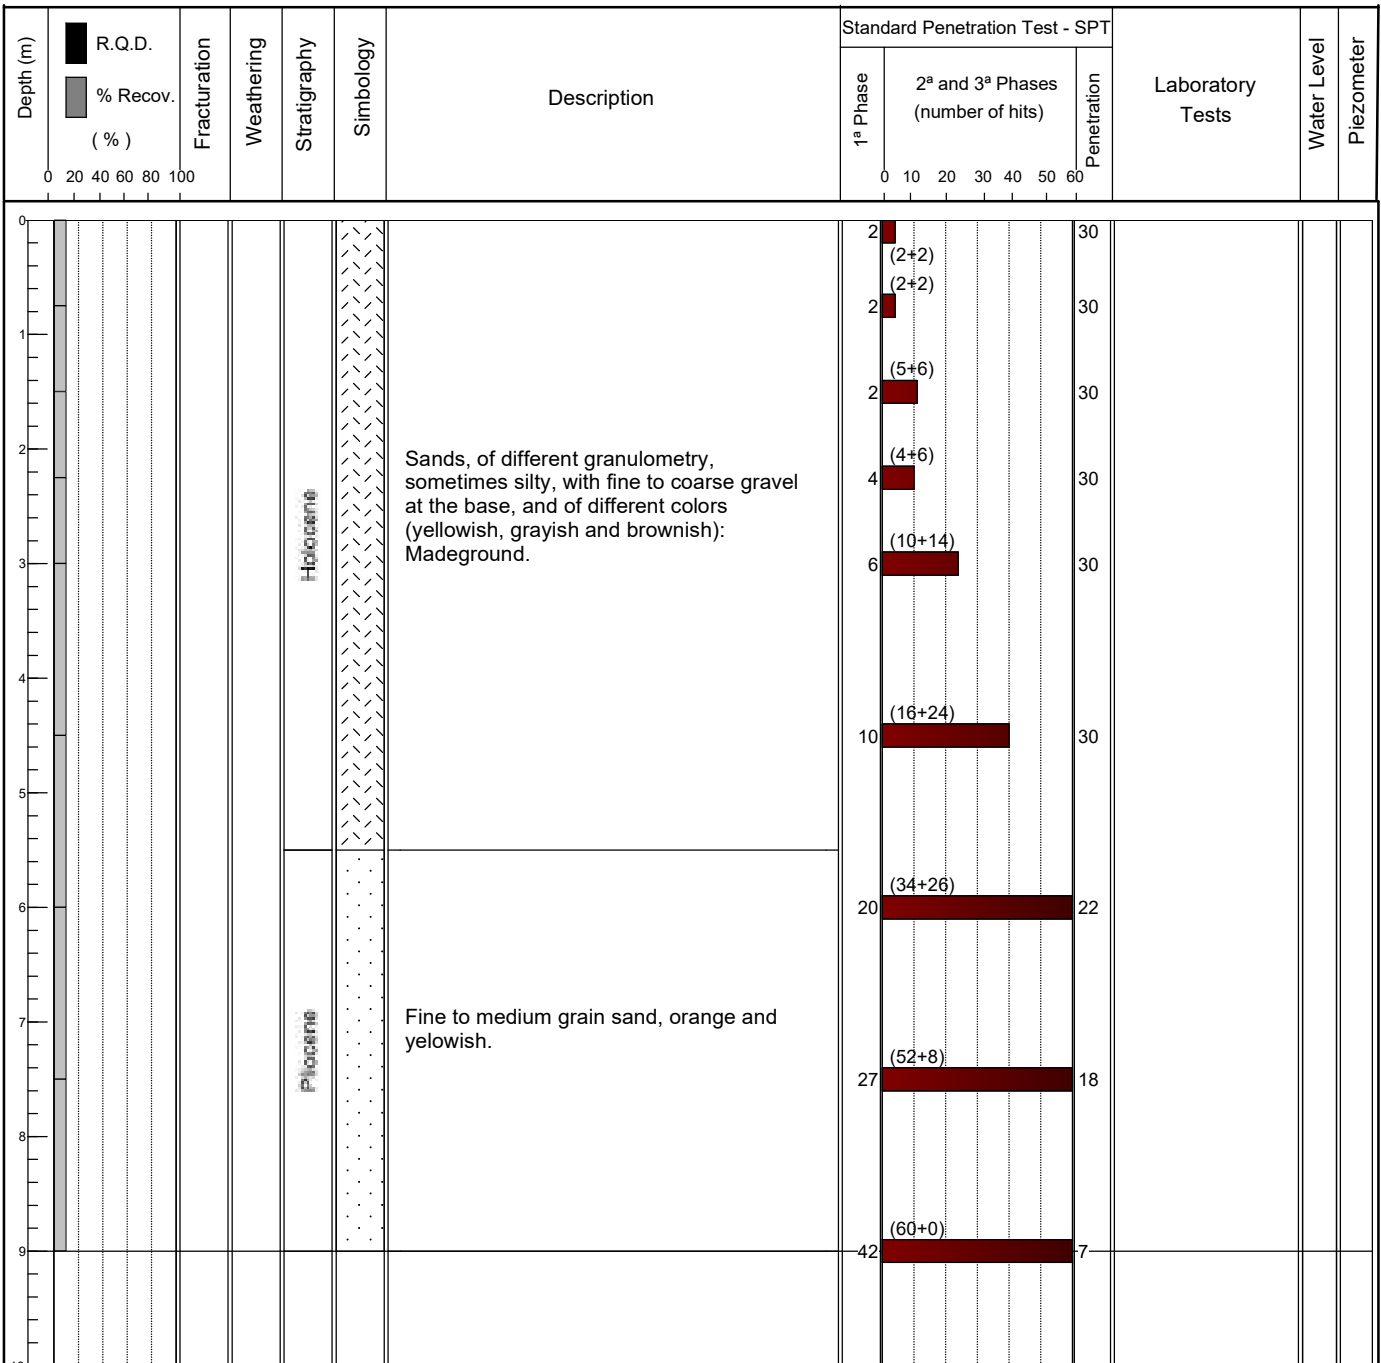 Depth (m)
R.Q.D.
% Recov.
( % )
0 20 40 60 80 100
Fracturation
Weathering
Stratigraphy
Simbology
Description
Standard Penetration Test - SPT
1ª Phase
2ª and 3ª Phases
(number of hits)
0 10 20 30 40 50 60
Penetration
Laboratory
Tests
Water Level
Piezometer
0
1
2
3
4
5
6
7
8
9
Holocene
Sands, of different granulometry,
sometimes silty, with fine to coarse gravel
at the base, and of different colors
(yellowish, grayish and brownish):
Madeground.
Pliocene
Fine to medium grain sand, orange and
yelowish.
2 30
(2+2)
(2+2)
2 30
(5+6)
2 30
(4+6)
4 30
(10+14)
6 30
(16+24)
10 30
(34+26)
20 22
(52+8)
27 18
(60+0)
42 7